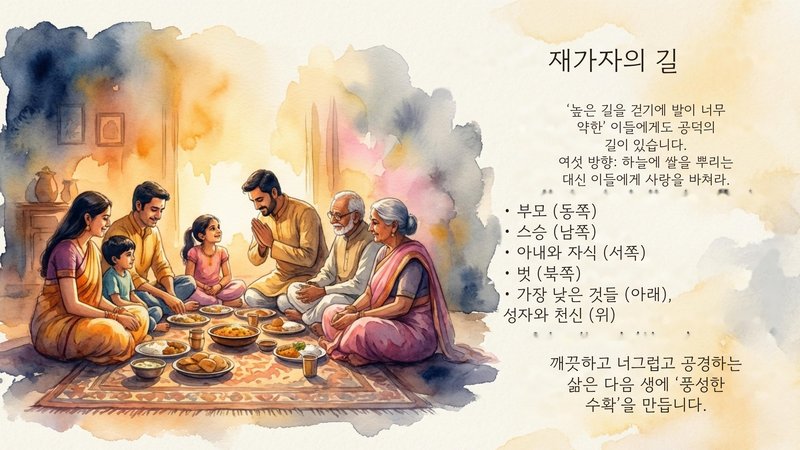 재가자의 길
‘높은 길을 걷기에 발이 너무
약한’ 이들에게도 공덕의
길이 있습니다.
여섯 방향: 하늘에 쌀을 뿌리는
대신 이들에게 사랑을 바쳐라.
• 부모 (동쪽)
• 스승 (남쪽)
• 아내와 자식 (서쪽)
• 벗 (북쪽)
• 가장 낮은 것들 (아래),
성자와 천신 (위)
깨끗하고 너그럽고 공경하는
삶은 다음 생에 ‘풍성한
수확’을 만듭니다.